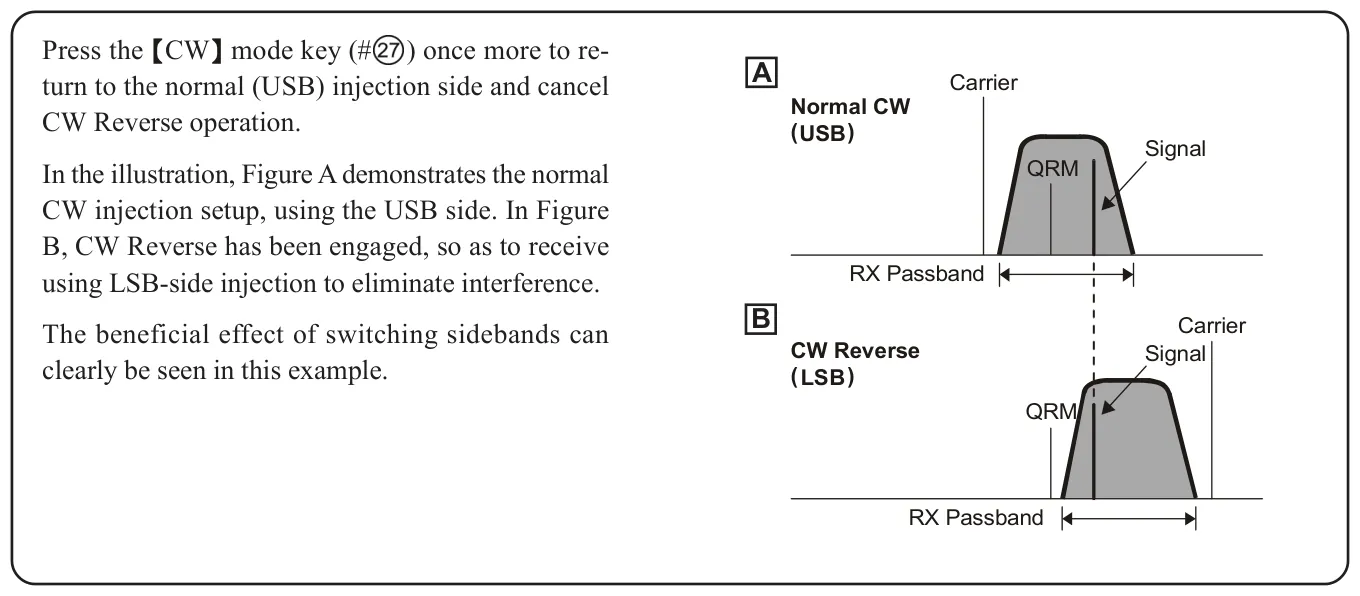 Press the【CW】mode key (#㉗) once more to re-
turn to the normal (USB) injection side and cancel
CW Reverse operation.
In the illustration, Figure A demonstrates the normal
CW injection setup, using the USB side. In Figure
B, CW Reverse has been engaged, so as to receive
using LSB-side injection to eliminate interference.
The beneficial effect of switching sidebands can
clearly be seen in this example.
A
Carrier
Normal CW
(USB)
Signal
QRM
RX Passband
B
Carrier
CW Reverse
(LSB)
Signal
QRM
RX Passband